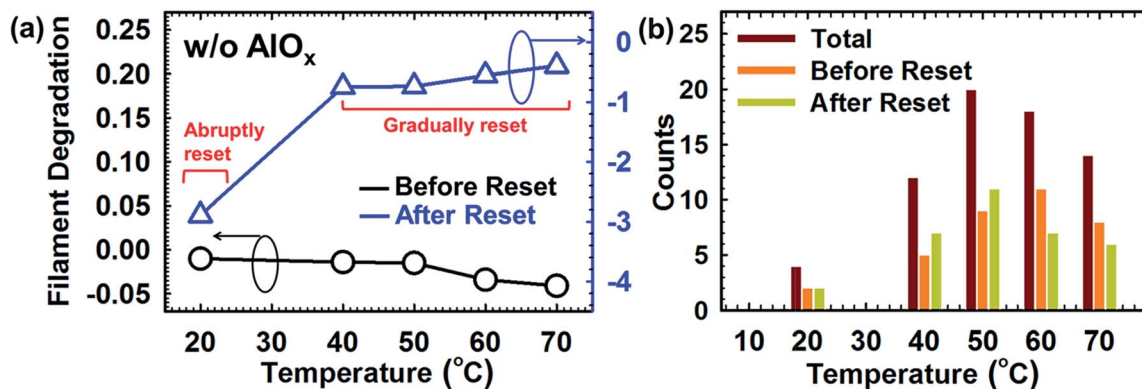 (a)
Filament Degradation
0.25
0.20
0.15
0.10
0.05
0.00
-0.05
w/o AlOx
Abruptly
reset
Gradually reset
Before Reset
After Reset
0
-1
-2
-3
-4
20 30 40 50 60 70
Temperature (°C)
(b)
Counts
25
20
15
10
5
0
Total
Before Reset
After Reset
10 20 30 40 50 60 70
Temperature (°C)